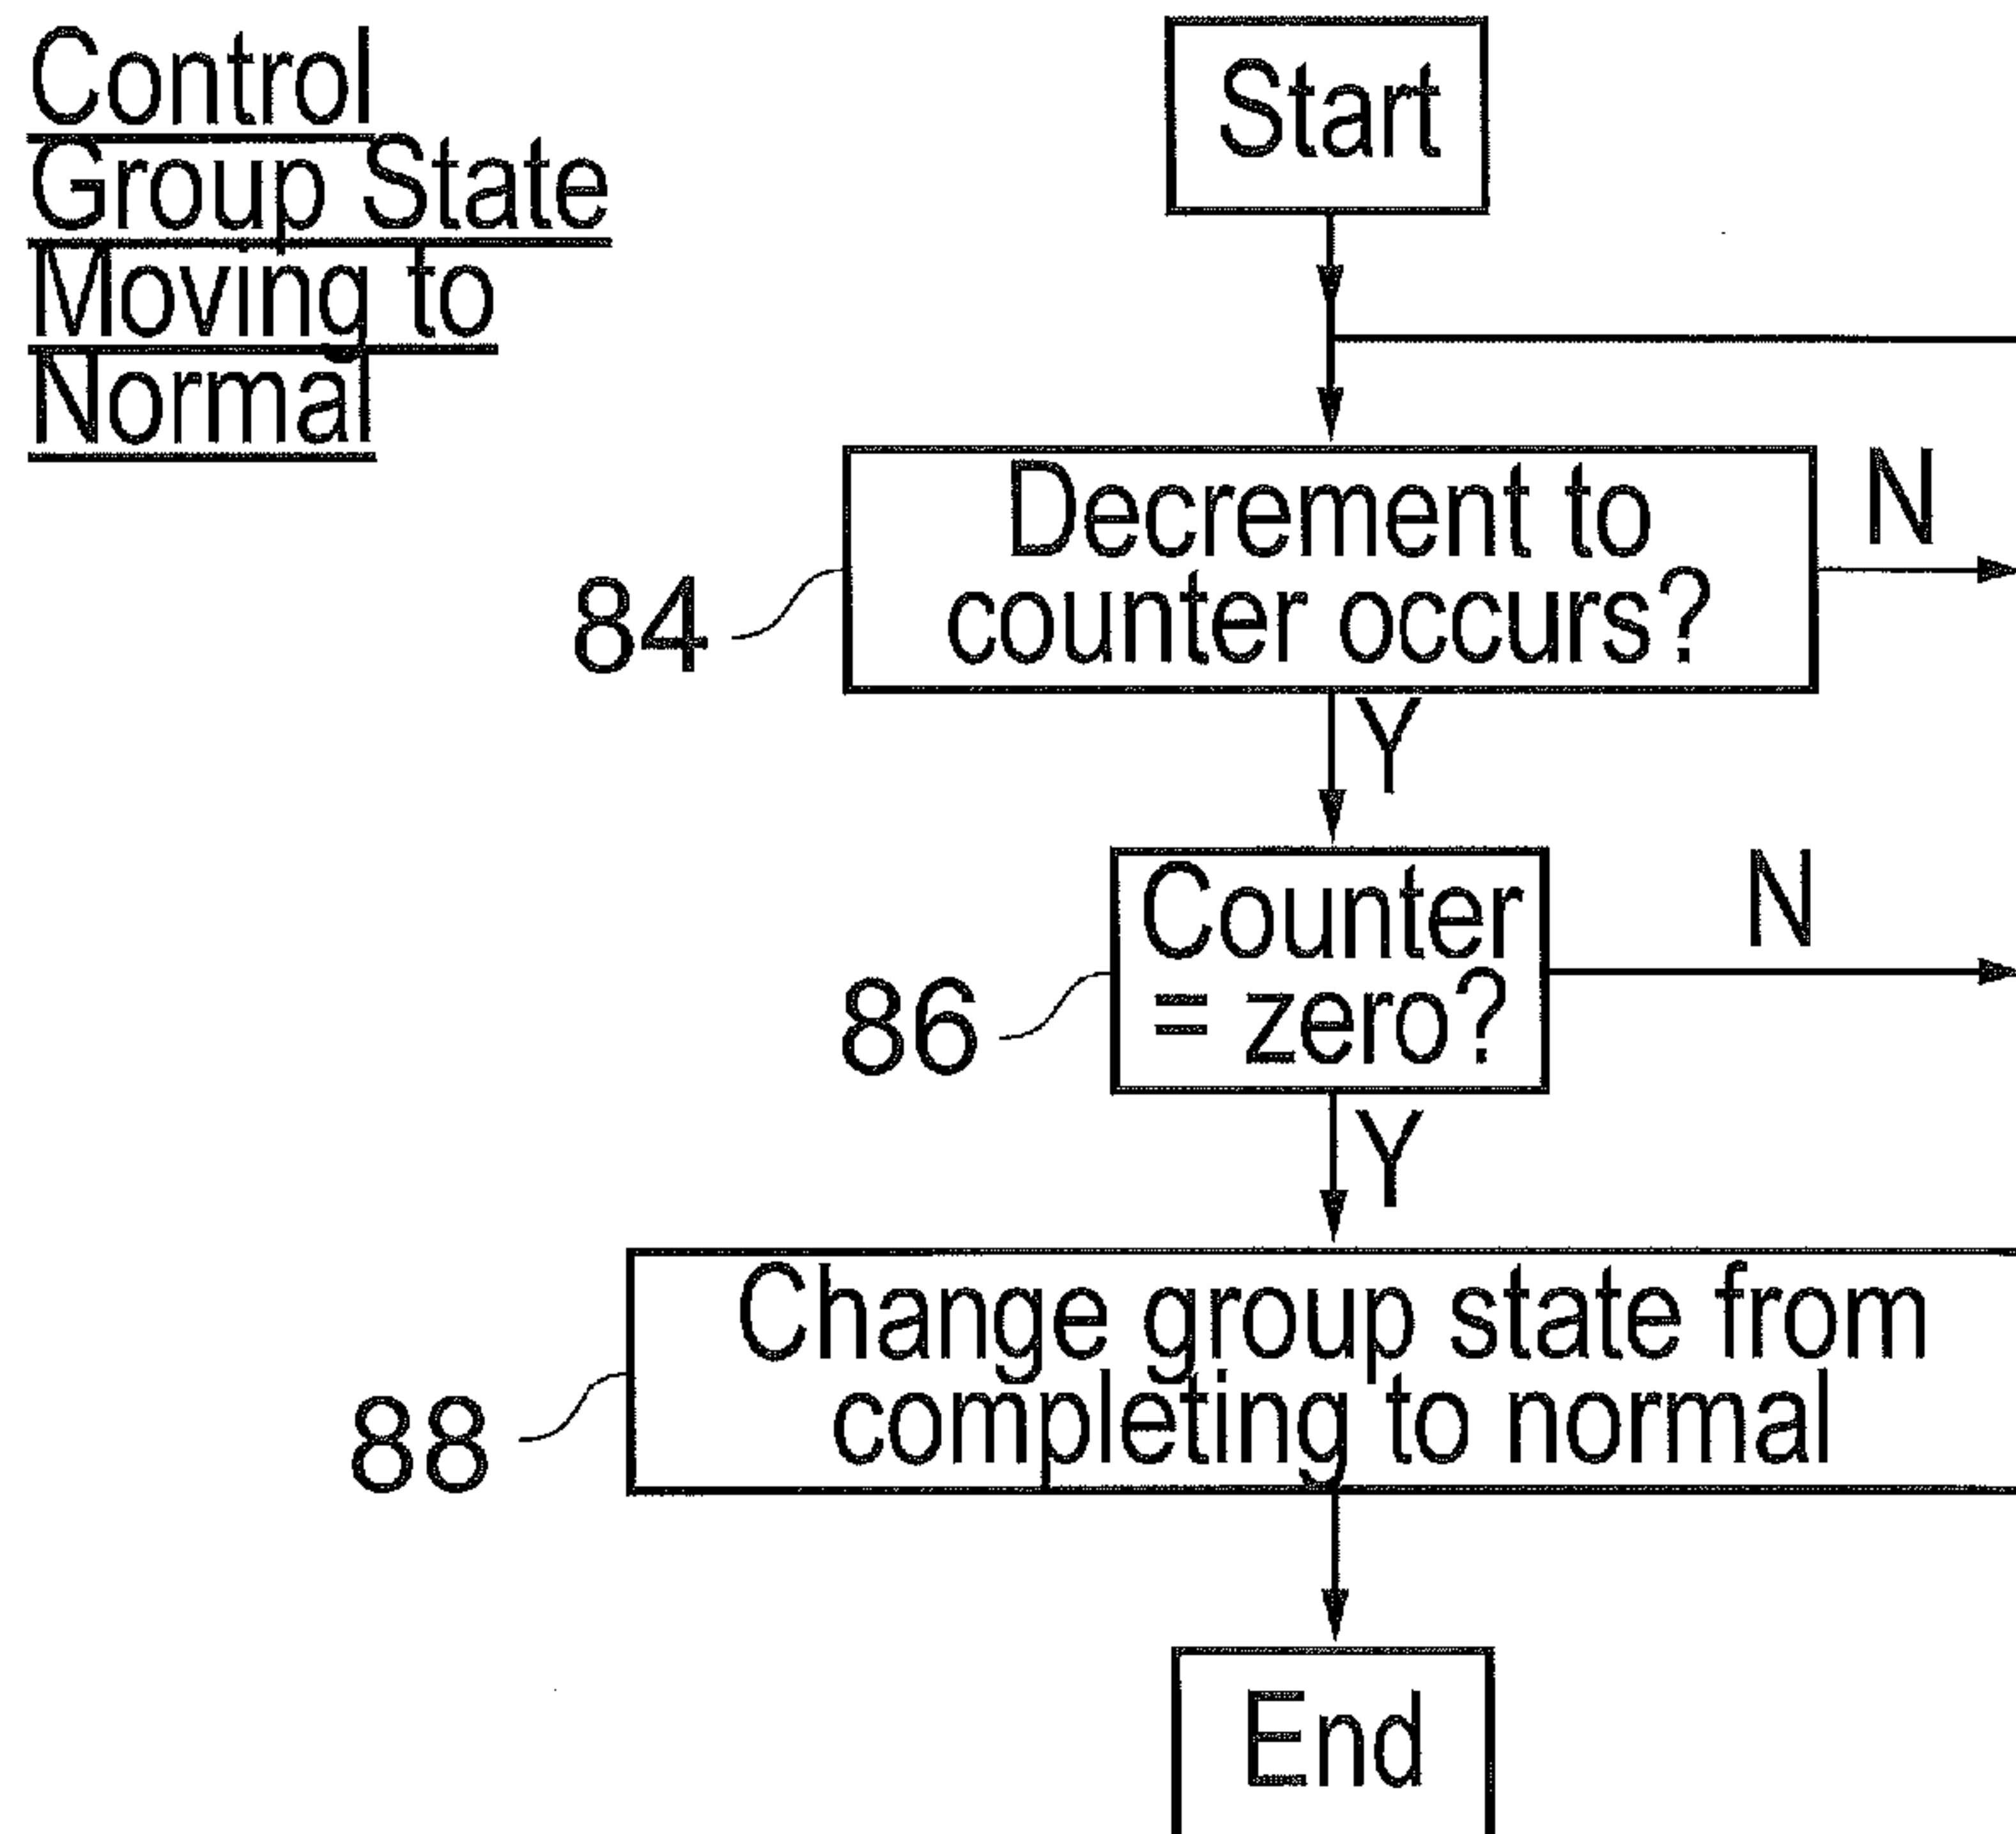 Control
Group State
Moving to
Normal
Start
Decrement to
counter occurs?
N
84
Y
Counter
= zero?
N
86
Y
Change group state from
completing to normal
88
End